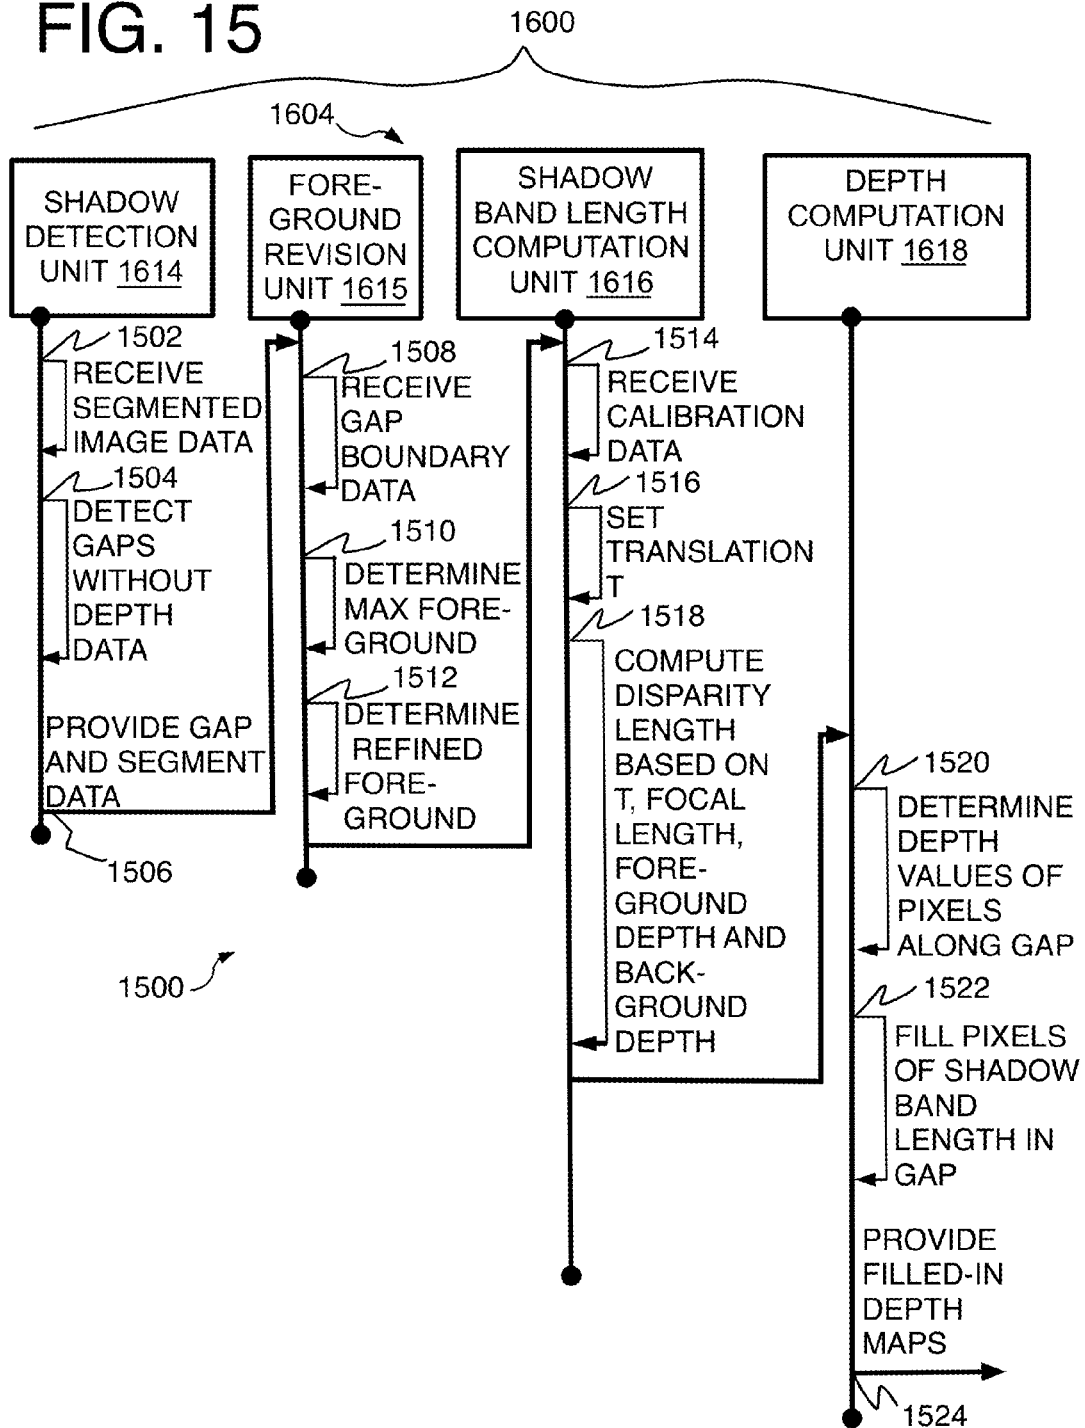 FIG. 15
1600
1604
SHADOW
DETECTION
UNIT 1614
FORE-
GROUND
REVISION
UNIT 1615
SHADOW
BAND LENGTH
COMPUTATION
UNIT 1616
DEPTH
COMPUTATION
UNIT 1618
1502
RECEIVE
SEGMENTED
IMAGE DATA
1504
DETECT
GAPS
WITHOUT
DEPTH
DATA
PROVIDE GAP
AND SEGMENT
DATA
1506
1508
RECEIVE
GAP
BOUNDARY
DATA
1510
DETERMINE
MAX FORE-
GROUND
1512
DETERMINE
REFINED
FORE-
GROUND
1514
RECEIVE
CALIBRATION
DATA
1516
SET
TRANSLATION
T
1518
COMPUTE
DISPARITY
LENGTH
BASED ON
T, FOCAL
LENGTH,
FORE-
GROUND
DEPTH AND
BACK-
GROUND
DEPTH
1520
DETERMINE
DEPTH
VALUES OF
PIXELS
ALONG GAP
1522
FILL PIXELS
OF SHADOW
BAND
LENGTH IN
GAP
PROVIDE
FILLED-IN
DEPTH
MAPS
1524
1500